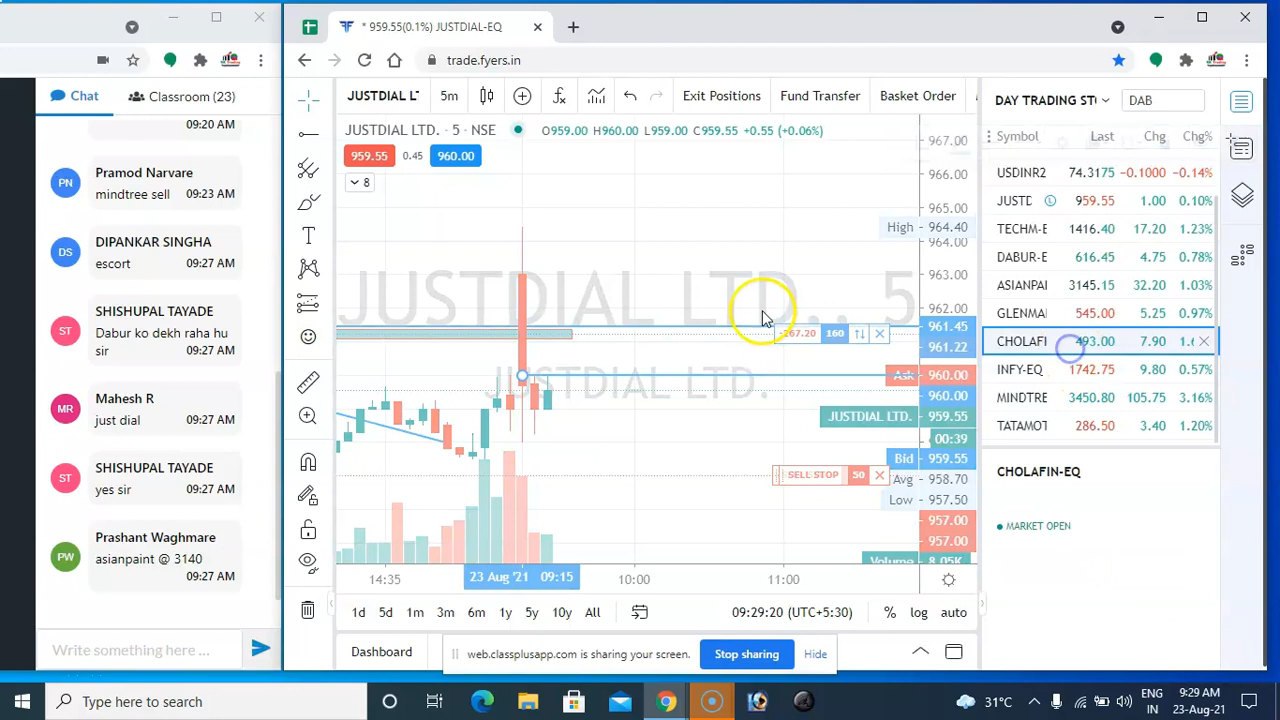 * 959.55(0.1%) JUSTDIAL-EQ
trade.fyers.in
Chat
Classroom (23)
09:20 AM
PN
Pramod Narvare
mindtree sell 09:23 AM
DS
DIPANKAR SINGHA
escort 09:27 AM
ST
SHISHUPAL TAYADE
Dabur ko dekh raha hu
sir 09:27 AM
MR
Mahesh R
just dial 09:27 AM
ST
SHISHUPAL TAYADE
yes sir 09:27 AM
PW
Prashant Waghmare
asianpaint @ 3140
09:27 AM
Write something here ...
JUSTDIAL LT 5m Exit Positions Fund Transfer Basket Order
JUSTDIAL LTD. · 5 · NSE O959.00 H960.00 L959.00 C959.55 +0.55 (+0.06%)
959.55 0.45 960.00
8
JUSTDIAL LTD., 5
JUSTDIAL LTD.
967.00
966.00
965.00
High 964.40
964.00
963.00
962.00
961.45
-167.20 160
961.22
Ask 960.00
960.00
JUSTDIAL LTD. 959.55
00:39
Bid 959.55
SELL STOP 50
Avg 958.70
Low 957.50
957.00
957.00
Volume 8.05K
14:35 23 Aug '21 09:15 10:00 11:00
1d 5d 1m 3m 6m 1y 5y 10y All 09:29:20 (UTC+5:30) % log auto
Dashboard
web.classplusapp.com is sharing your screen. Stop sharing Hide
DAY TRADING STO DAB
Symbol Last Chg Chg%
USDINR2 74.3175 −0.1000 −0.14%
JUSTD 959.55 1.00 0.10%
TECHM-E 1416.40 17.20 1.23%
DABUR-E 616.45 4.75 0.78%
ASIANPAI 3145.15 32.20 1.03%
GLENMA 545.00 5.25 0.97%
CHOLAFI 493.00 7.90 1.6
INFY-EQ 1742.75 9.80 0.57%
MINDTRE 3450.80 105.75 3.16%
TATAMOT 286.50 3.40 1.20%
CHOLAFIN-EQ
MARKET OPEN
Type here to search
31°C
ENG
IN
9:29 AM
23-Aug-21